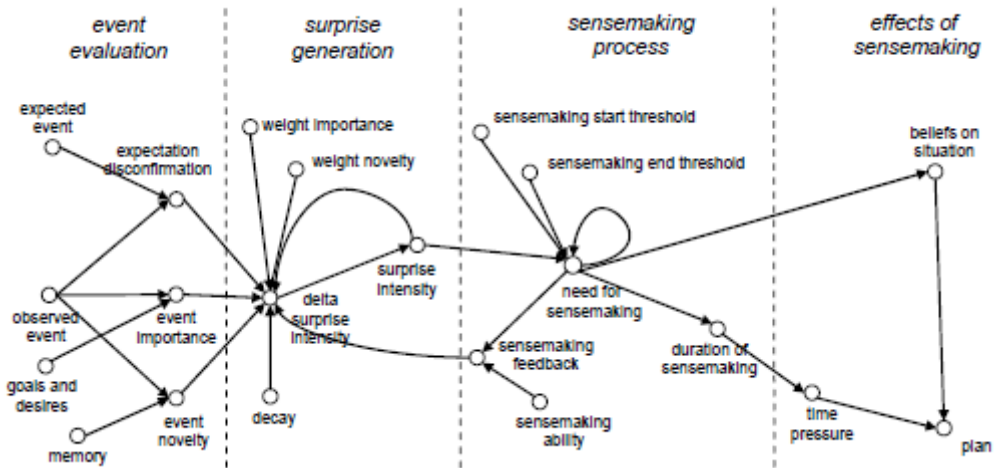 event
evaluation
surprise
generation
sensemaking
process
effects of
sensemaking
expected
event
expectation
disconfirmation
weight importance
weight novelty
sensemaking start threshold
sensemaking end threshold
beliefs on
situation
surprise
intensity
observed
event
event
importance
delta
surprise
intensity
need for
sensemaking
goals and
desires
memory
event
novelty
decay
sensemaking
feedback
sensemaking
ability
duration of
sensemaking
time
pressure
plan